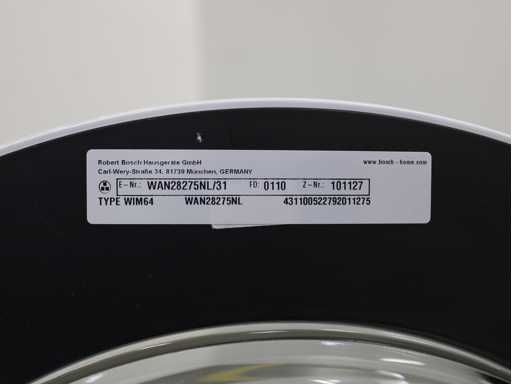 Robert Bosch Hausgeräte GmbH
Carl-Wery-Straße 34, 81739 München, GERMANY
www.bosch-home.com
E-Nr.: WAN28275NL/31 FD: 0110 Z-Nr.: 101127
TYPE WIM64 WAN28275NL 431100522792011275